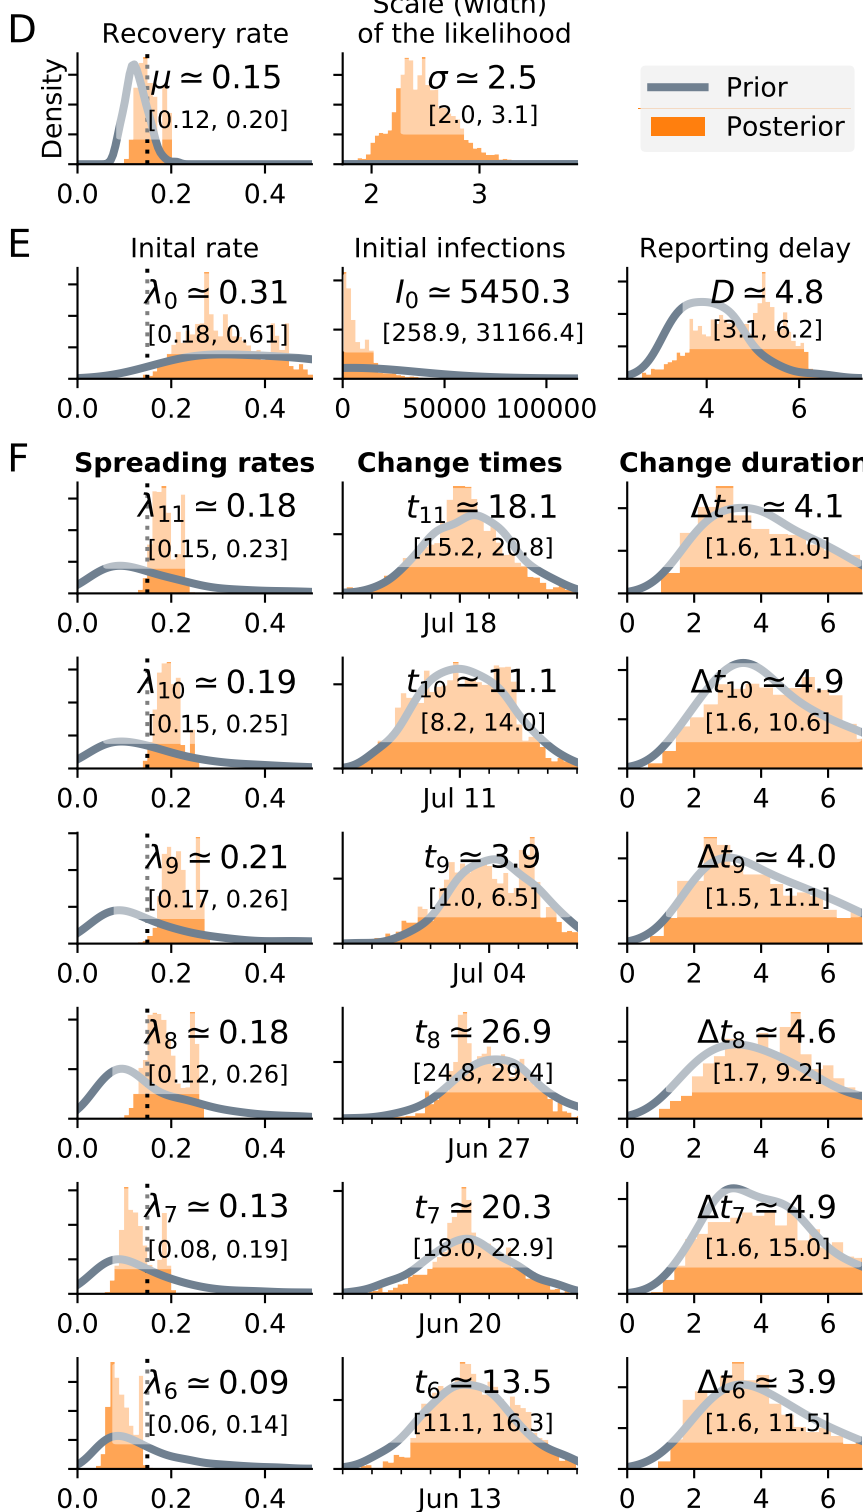 D
Recovery rate
Scale (width)
of the likelihood
Density
μ ≃ 0.15
[0.12, 0.20]
σ ≃ 2.5
[2.0, 3.1]
Prior
Posterior
0.0 0.2 0.4
2 3
E
Inital rate
Initial infections
Reporting delay
λ0 ≃ 0.31
[0.18, 0.61]
I0 ≃ 5450.3
[258.9, 31166.4]
D ≃ 4.8
[3.1, 6.2]
0.0 0.2 0.4
0 50000 100000
4 6
F
Spreading rates
Change times
Change duration
λ11 ≃ 0.18
[0.15, 0.23]
t11 ≃ 18.1
[15.2, 20.8]
Δt11 ≃ 4.1
[1.6, 11.0]
0.0 0.2 0.4
Jul 18
0 2 4 6
λ10 ≃ 0.19
[0.15, 0.25]
t10 ≃ 11.1
[8.2, 14.0]
Δt10 ≃ 4.9
[1.6, 10.6]
0.0 0.2 0.4
Jul 11
0 2 4 6
λ9 ≃ 0.21
[0.17, 0.26]
t9 ≃ 3.9
[1.0, 6.5]
Δt9 ≃ 4.0
[1.5, 11.1]
0.0 0.2 0.4
Jul 04
0 2 4 6
λ8 ≃ 0.18
[0.12, 0.26]
t8 ≃ 26.9
[24.8, 29.4]
Δt8 ≃ 4.6
[1.7, 9.2]
0.0 0.2 0.4
Jun 27
0 2 4 6
λ7 ≃ 0.13
[0.08, 0.19]
t7 ≃ 20.3
[18.0, 22.9]
Δt7 ≃ 4.9
[1.6, 15.0]
0.0 0.2 0.4
Jun 20
0 2 4 6
λ6 ≃ 0.09
[0.06, 0.14]
t6 ≃ 13.5
[11.1, 16.3]
Δt6 ≃ 3.9
[1.6, 11.5]
0.0 0.2 0.4
Jun 13
0 2 4 6